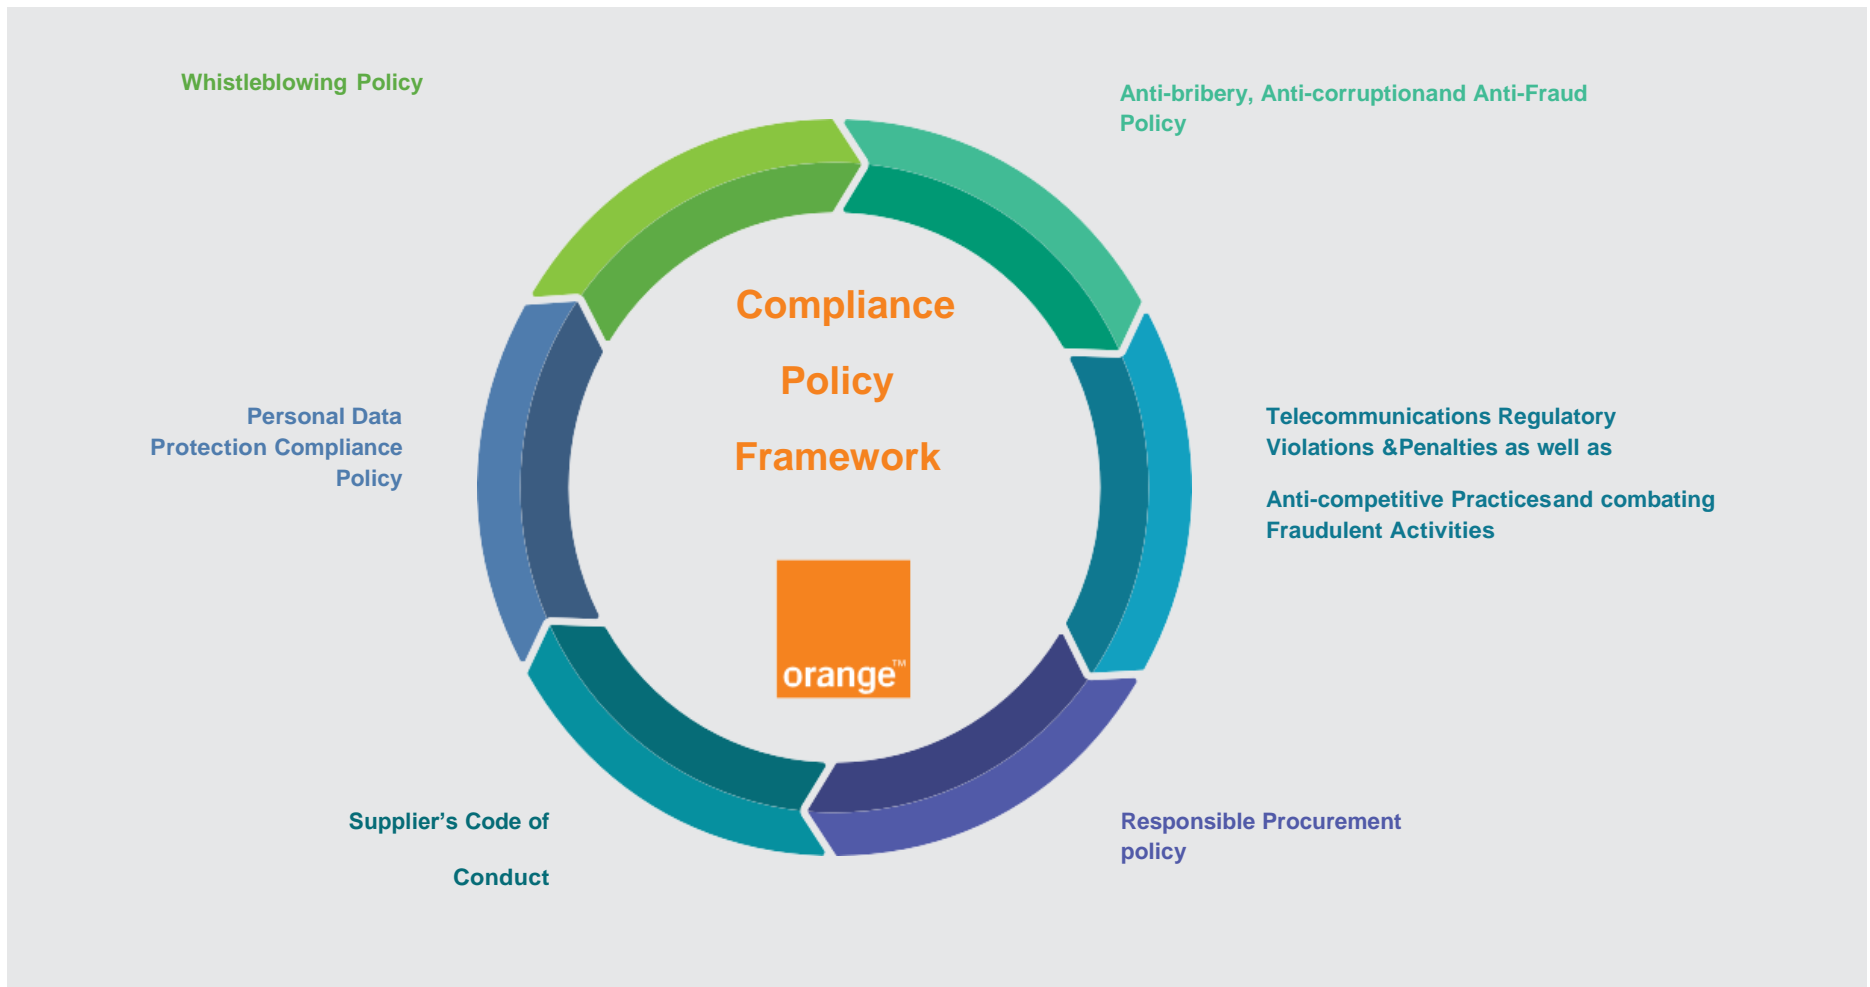 Whistleblowing Policy
Anti-bribery, Anti-corruptionand Anti-Fraud
Policy
Compliance
Policy
Framework
Personal Data
Protection Compliance
Policy
Telecommunications Regulatory
Violations &Penalties as well as
Anti-competitive Practicesand combating
Fraudulent Activities
orange™
Supplier’s Code of
Conduct
Responsible Procurement
policy